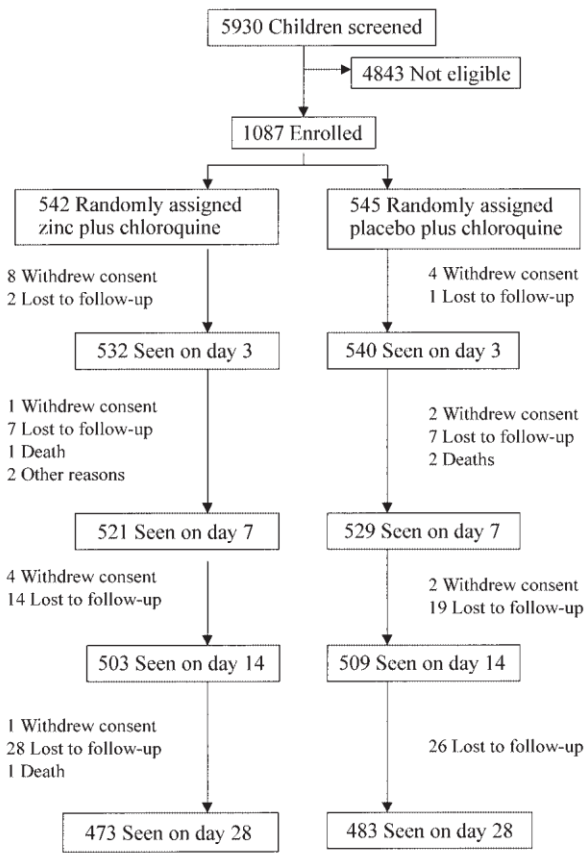 5930 Children screened
4843 Not eligible
1087 Enrolled
542 Randomly assigned
zinc plus chloroquine
545 Randomly assigned
placebo plus chloroquine
8 Withdrew consent
2 Lost to follow-up
4 Withdrew consent
1 Lost to follow-up
532 Seen on day 3
540 Seen on day 3
1 Withdrew consent
7 Lost to follow-up
1 Death
2 Other reasons
2 Withdrew consent
7 Lost to follow-up
2 Deaths
521 Seen on day 7
529 Seen on day 7
4 Withdrew consent
14 Lost to follow-up
2 Withdrew consent
19 Lost to follow-up
503 Seen on day 14
509 Seen on day 14
1 Withdrew consent
28 Lost to follow-up
1 Death
26 Lost to follow-up
473 Seen on day 28
483 Seen on day 28